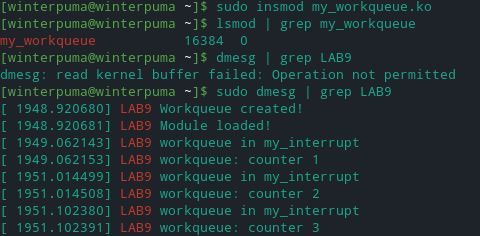 [winterpuma@winterpuma ~]$ sudo insmod my_workqueue.ko
[winterpuma@winterpuma ~]$ lsmod | grep my_workqueue
my_workqueue           16384  0
[winterpuma@winterpuma ~]$ dmesg | grep LAB9
dmesg: read kernel buffer failed: Operation not permitted
[winterpuma@winterpuma ~]$ sudo dmesg | grep LAB9
[ 1948.920680] LAB9 Workqueue created!
[ 1948.920681] LAB9 Module loaded!
[ 1949.062143] LAB9 workqueue in my_interrupt
[ 1949.062153] LAB9 workqueue: counter 1
[ 1951.014499] LAB9 workqueue in my_interrupt
[ 1951.014508] LAB9 workqueue: counter 2
[ 1951.102380] LAB9 workqueue in my_interrupt
[ 1951.102391] LAB9 workqueue: counter 3